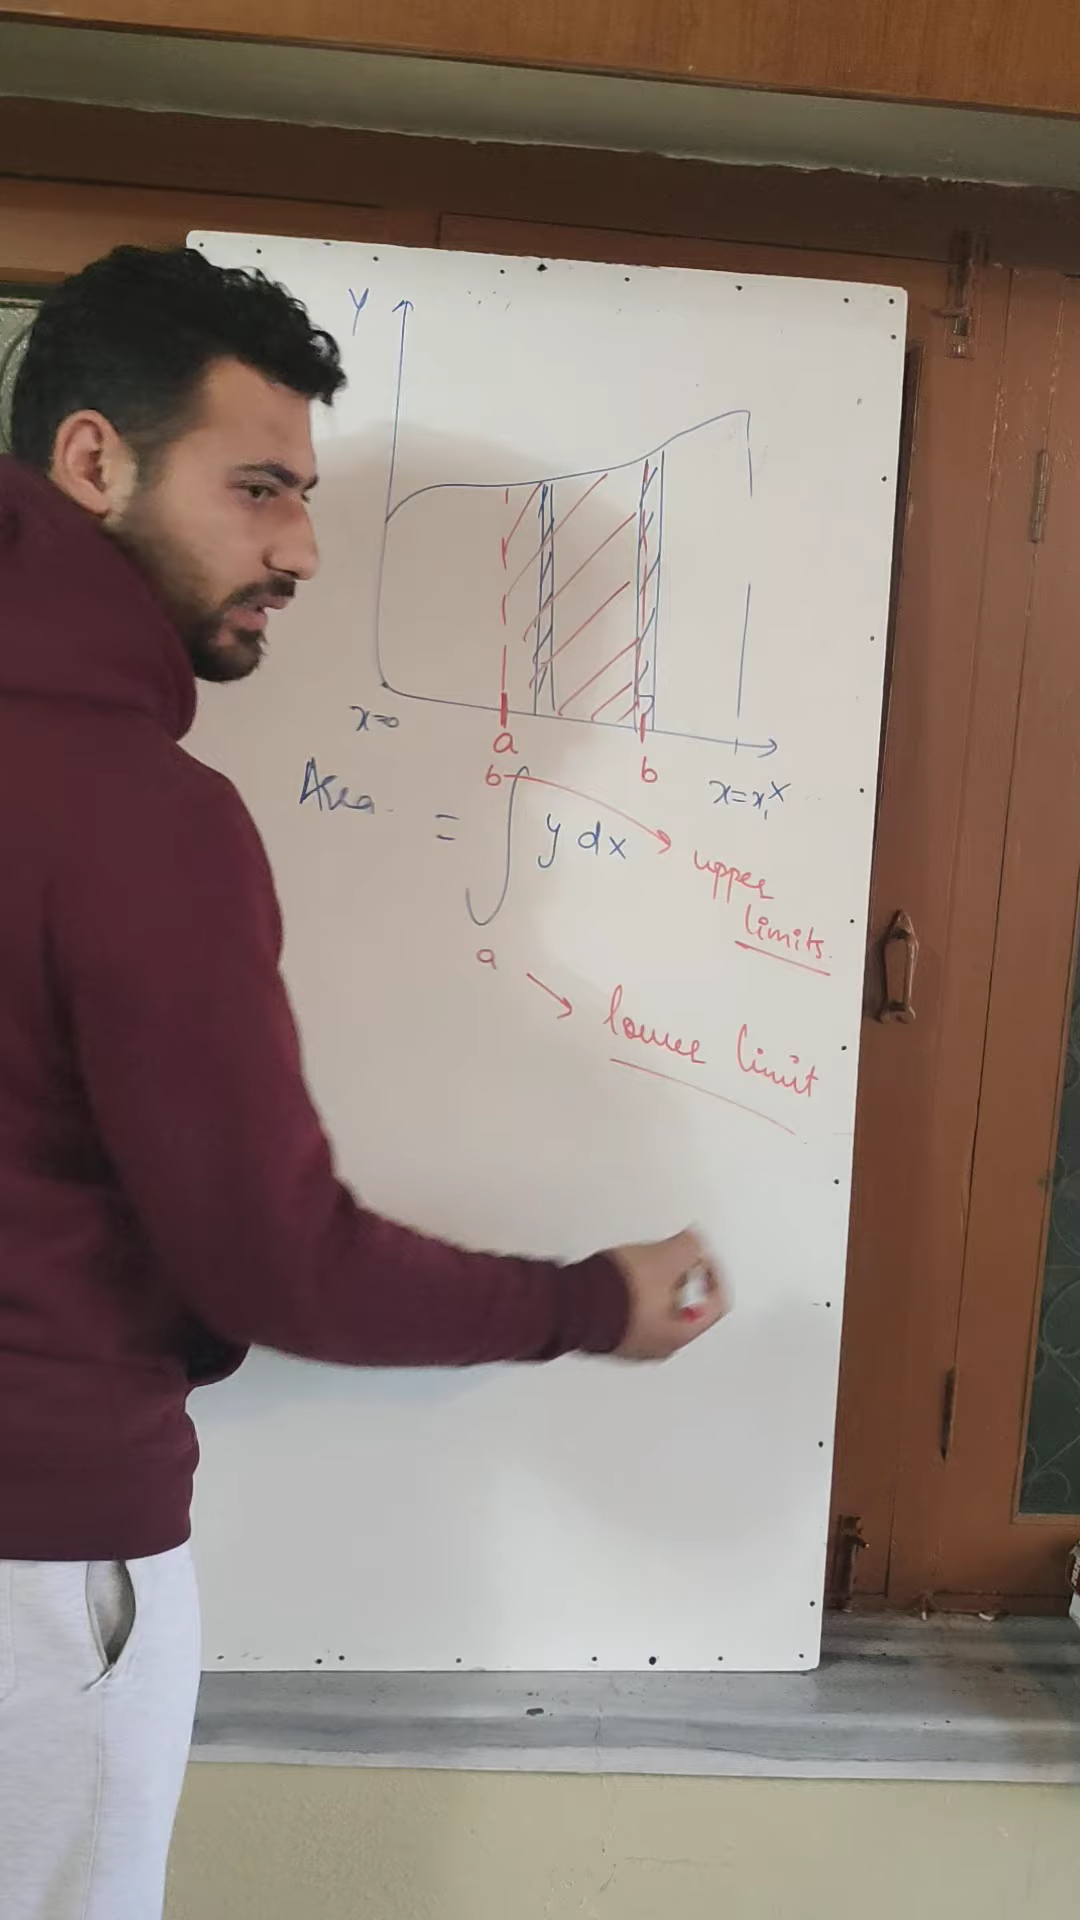 Y
x=0
a
b
x=x₁
X
Area
= ∫ y dx
b
a
upper
limits.
lower limit